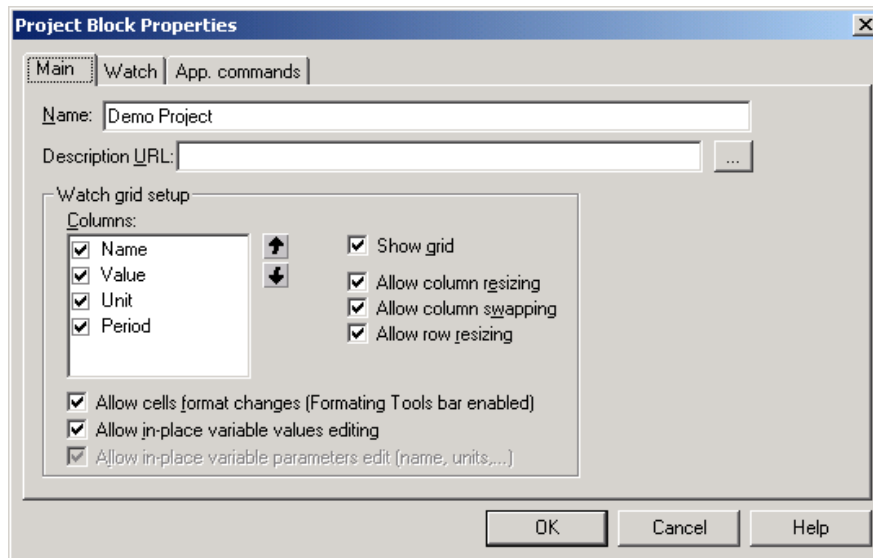 Project Block Properties
Main Watch App. commands
Name: Demo Project
Description URL: ...
Watch grid setup
Columns:
Name
Value
Unit
Period
Show grid
Allow column resizing
Allow column swapping
Allow row resizing
Allow cells format changes (Formating Tools bar enabled)
Allow in-place variable values editing
Allow in-place variable parameters edit (name, units,...)
OK Cancel Help